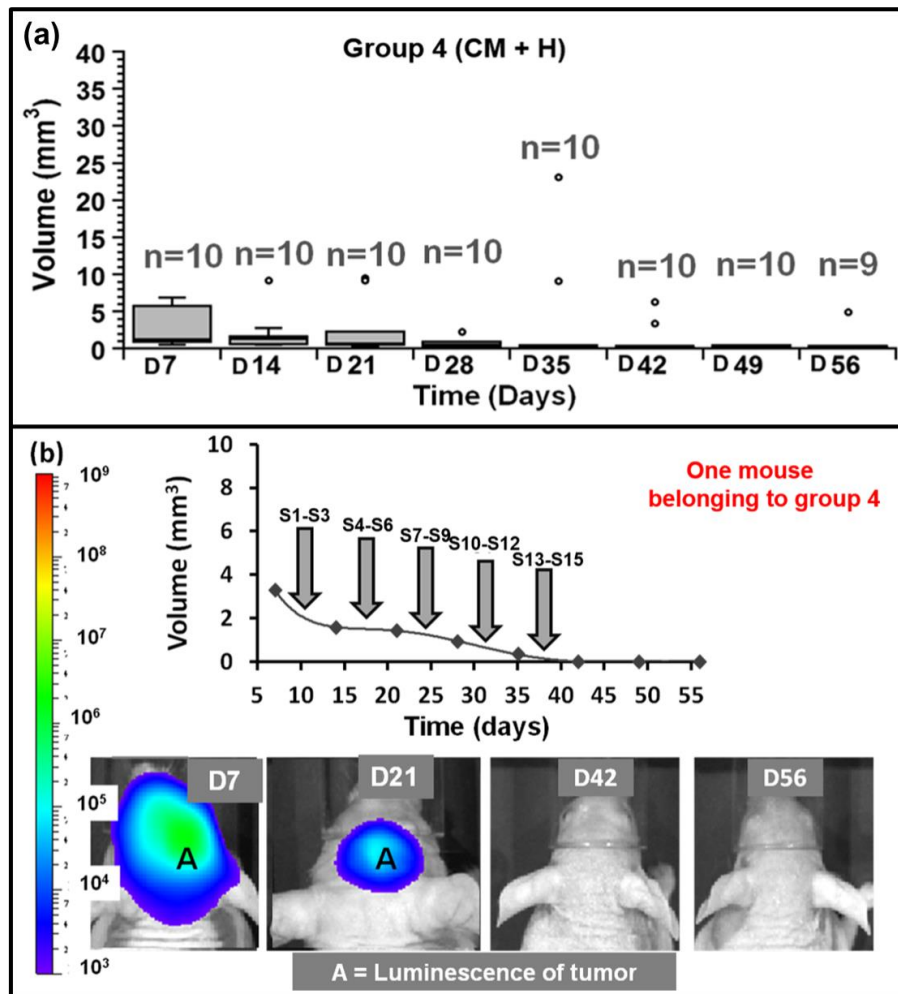 (a)
Group 4 (CM + H)
Volume (mm³)
40
35
30
25
20
15
10
5
0
n=10
n=10
n=10
n=10
n=10
n=10
n=10
n=9
D7
D14
D21
D28
D35
D42
D49
D56
Time (Days)
(b)
10⁹
10⁸
10⁷
10⁶
10⁵
10⁴
10³
One mouse
belonging to group 4
Volume (mm³)
10
8
6
4
2
0
S1-S3
S4-S6
S7-S9
S10-S12
S13-S15
5 10 15 20 25 30 35 40 45 50 55
Time (days)
D7
D21
D42
D56
A
A
A = Luminescence of tumor